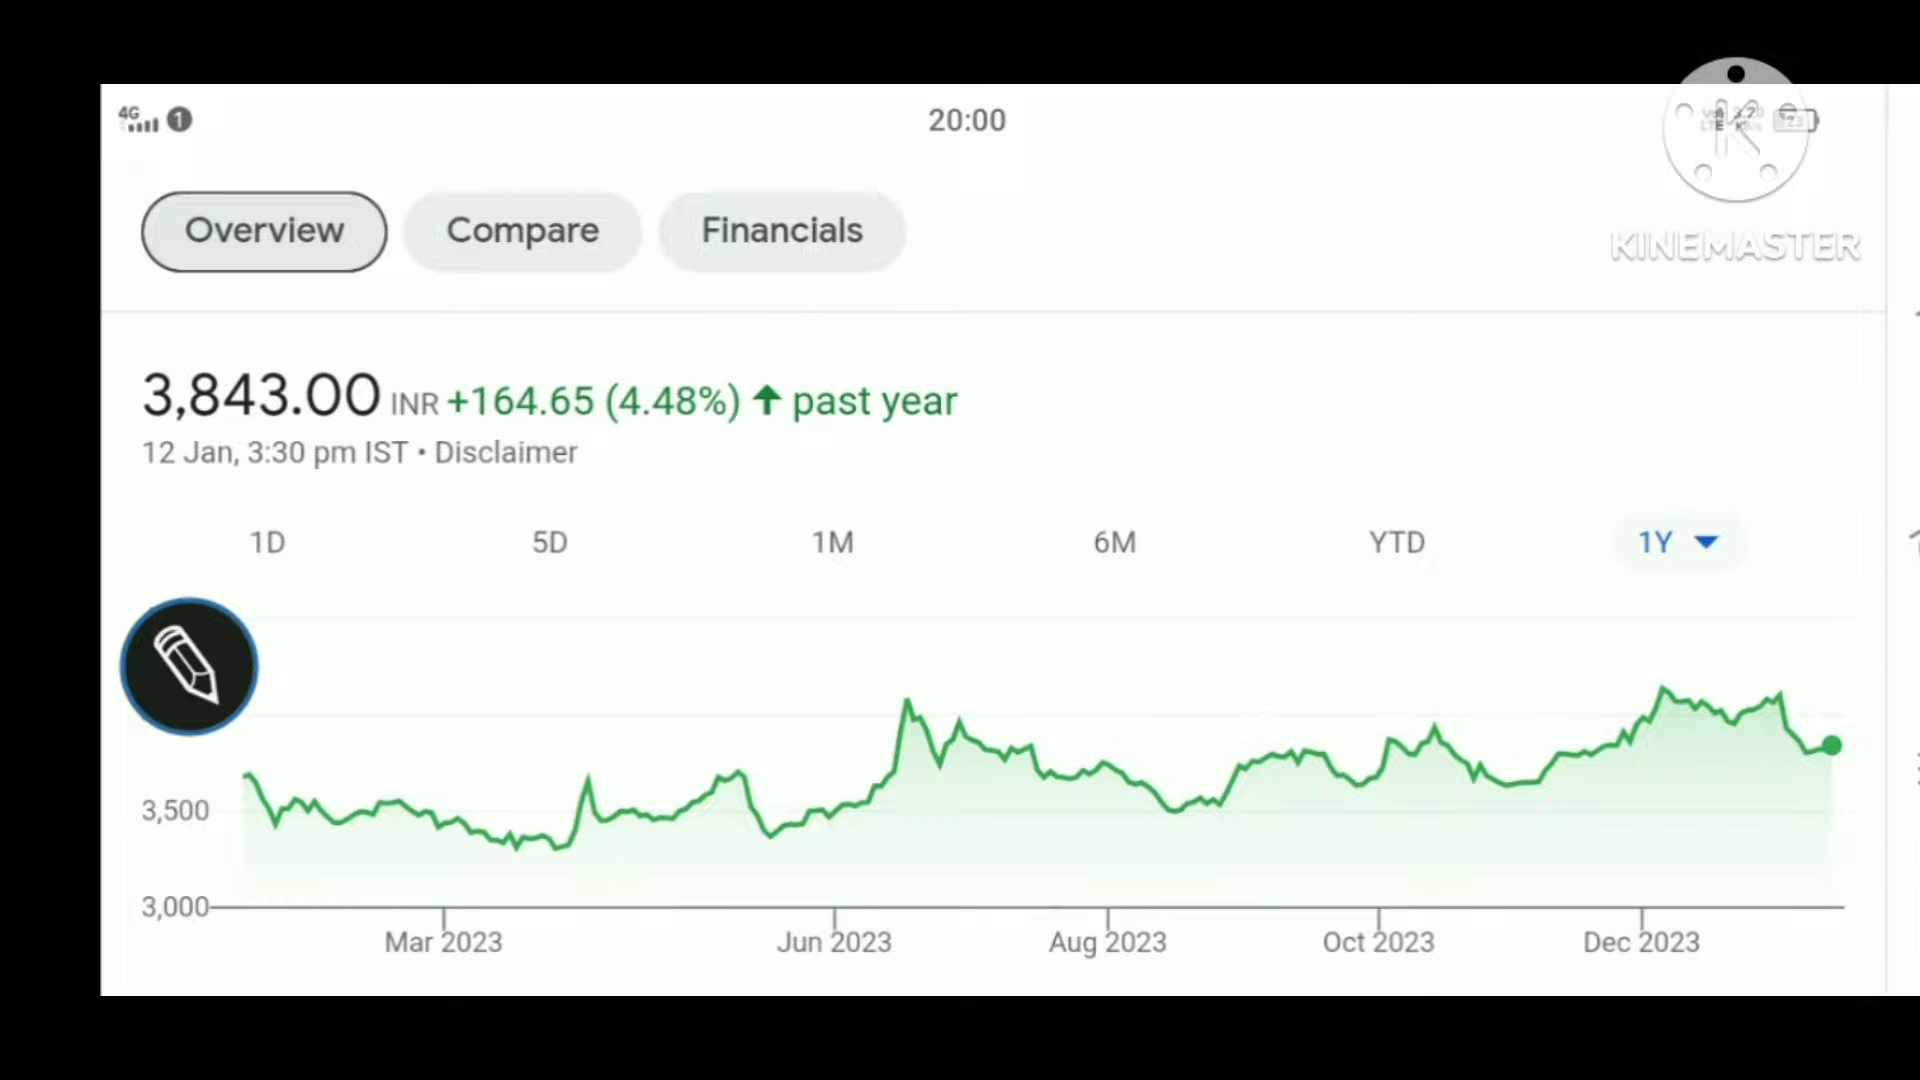 4G 1 20:00
KINEMASTER
Overview Compare Financials
3,843.00 INR +164.65 (4.48%) ↑ past year
12 Jan, 3:30 pm IST • Disclaimer
1D 5D 1M 6M YTD 1Y
3,500
3,000
Mar 2023 Jun 2023 Aug 2023 Oct 2023 Dec 2023